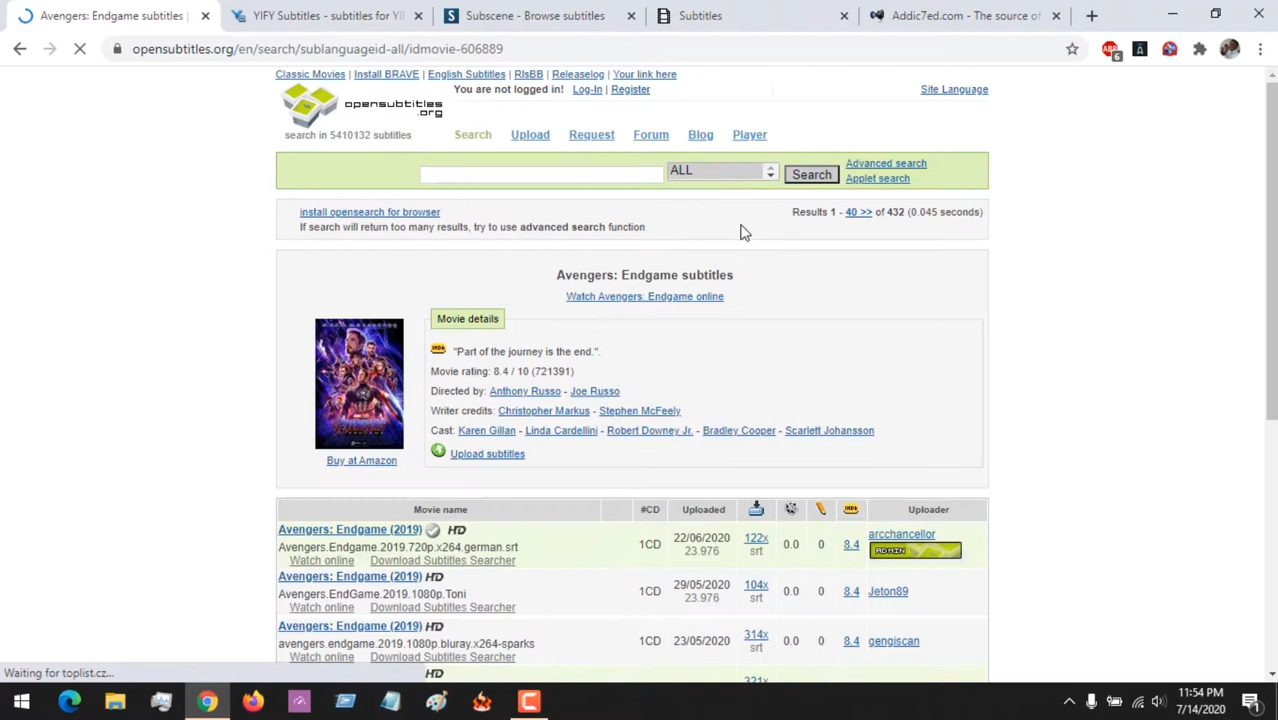 Avengers: Endgame subtitles
YIFY Subtitles - subtitles for YI
Subscene - Browse subtitles
Subtitles
Addic7ed.com - The source of
opensubtitles.org/en/search/sublanguageid-all/idmovie-606889
ABP
6
Classic Movies | Install BRAVE | English Subtitles | RlsBB | Releaselog | Your link here
You are not logged in! Log-In | Register
Site Language
opensubtitles
.org
search in 5410132 subtitles
Search Upload Request Forum Blog Player
ALL
Search
Advanced search
Applet search
install opensearch for browser
Results 1 - 40 >> of 432 (0.045 seconds)
If search will return too many results, try to use advanced search function
Avengers: Endgame subtitles
Watch Avengers: Endgame online
Movie details
"Part of the journey is the end.".
Movie rating: 8.4 / 10 (721391)
Directed by: Anthony Russo - Joe Russo
Writer credits: Christopher Markus - Stephen McFeely
Cast: Karen Gillan - Linda Cardellini - Robert Downey Jr. - Bradley Cooper - Scarlett Johansson
Upload subtitles
Buy at Amazon
Movie name #CD Uploaded Uploader
Avengers: Endgame (2019) HD
Avengers.Endgame.2019.720p.x264.german.srt
Watch online Download Subtitles Searcher
1CD
22/06/2020
23.976
122x
srt
0.0
0
8.4
arcchancellor
ADMIN
Avengers: Endgame (2019) HD
Avengers.EndGame.2019.1080p.Toni
Watch online Download Subtitles Searcher
1CD
29/05/2020
23.976
104x
srt
0.0
0
8.4
Jeton89
Avengers: Endgame (2019) HD
avengers.endgame.2019.1080p.bluray.x264-sparks
Watch online Download Subtitles Searcher
1CD
23/05/2020
314x
srt
0.0
0
8.4
gengiscan
HD
Waiting for toplist.cz...
11:54 PM
7/14/2020
1